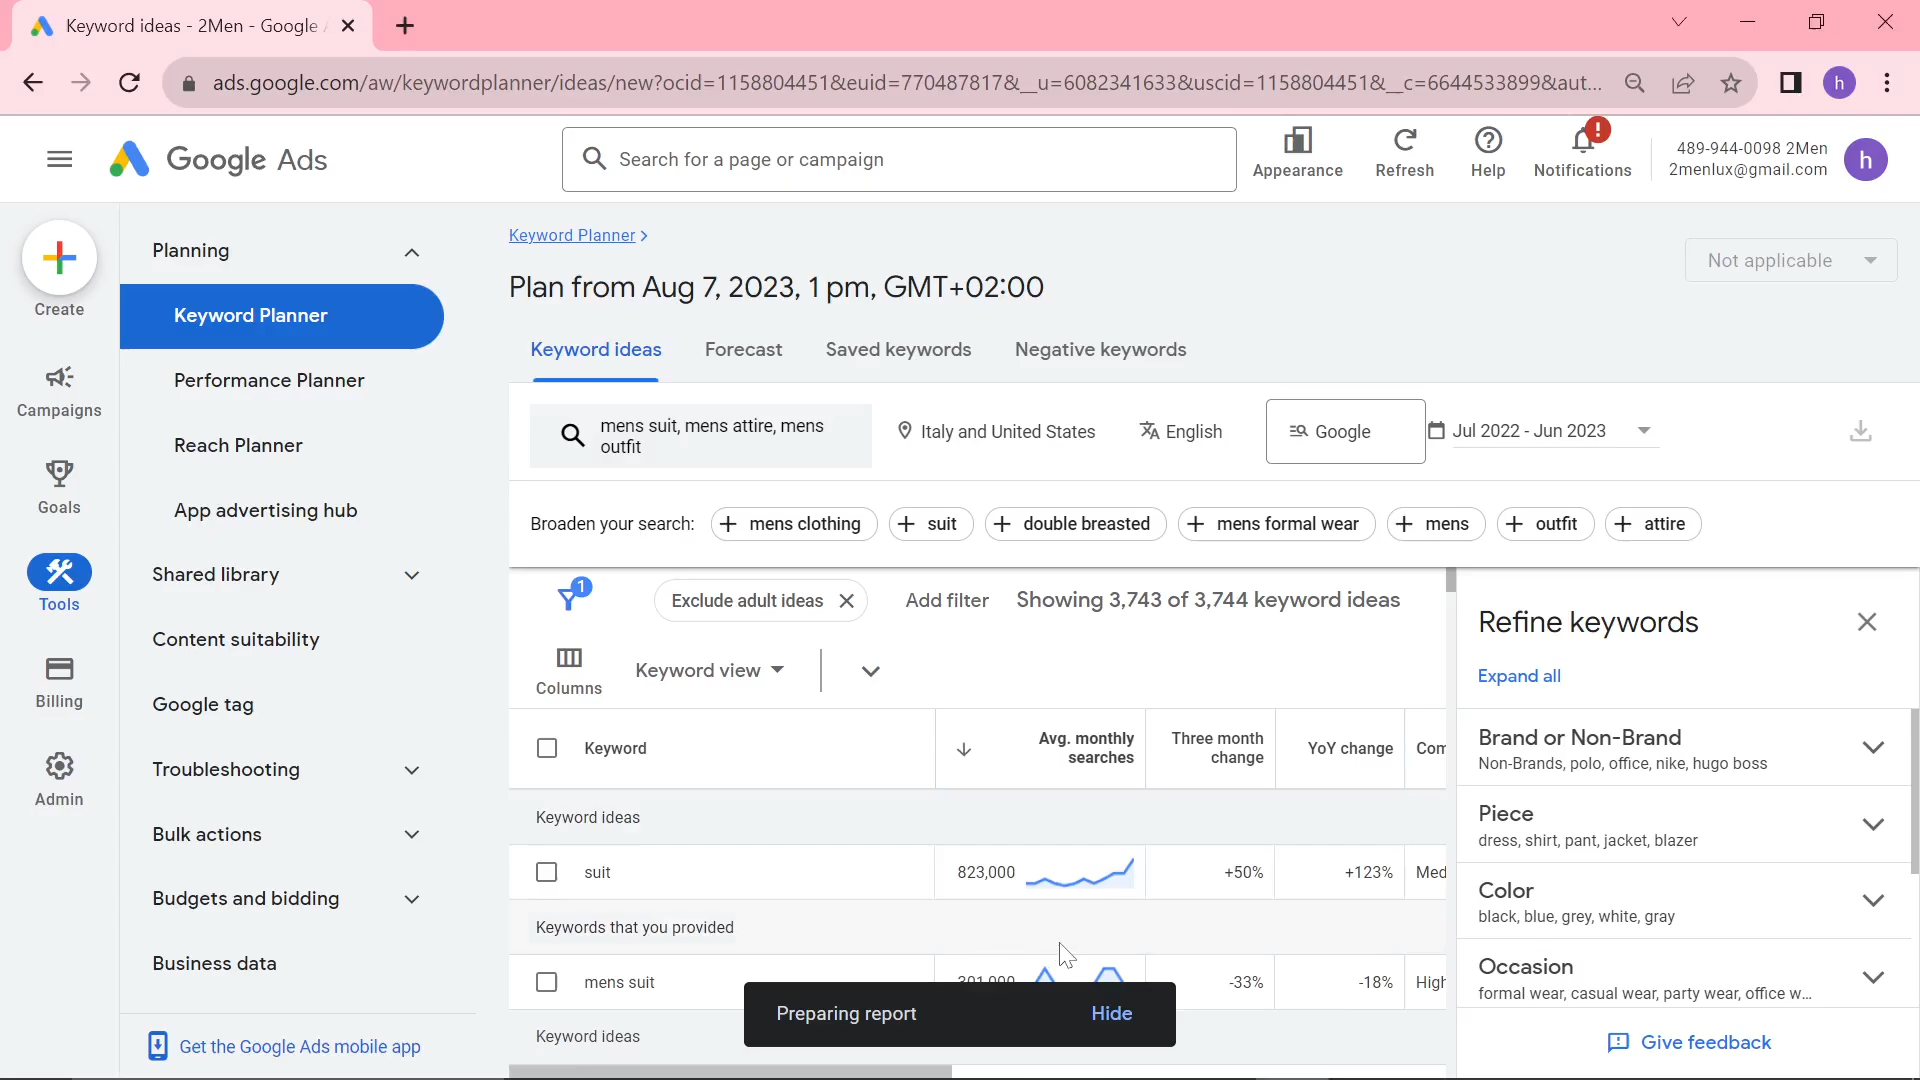 Keyword ideas - 2Men - Google
ads.google.com/aw/keywordplanner/ideas/new?ocid=1158804451&euid=770487817&__u=6082341633&uscid=1158804451&__c=6644533899&aut...
h
Google Ads
Search for a page or campaign
Appearance
Refresh
Help
!
Notifications
489-944-0098 2Men
2menlux@gmail.com
h
Create
Campaigns
Goals
Tools
Billing
Admin
Planning
Keyword Planner
Performance Planner
Reach Planner
App advertising hub
Shared library
Content suitability
Google tag
Troubleshooting
Bulk actions
Budgets and bidding
Business data
Get the Google Ads mobile app
Keyword Planner
Plan from Aug 7, 2023, 1 pm, GMT+02:00
Not applicable
Keyword ideas
Forecast
Saved keywords
Negative keywords
mens suit, mens attire, mens
outfit
Italy and United States
English
Google
Jul 2022 - Jun 2023
Broaden your search:
mens clothing
suit
double breasted
mens formal wear
mens
outfit
attire
1
Exclude adult ideas
Add filter
Showing 3,743 of 3,744 keyword ideas
Columns
Keyword view
Keyword
Avg. monthly
searches
Three month
change
YoY change
Com
Keyword ideas
suit
823,000
+50%
+123%
Med
Keywords that you provided
mens suit
301,000
-33%
-18%
High
Keyword ideas
Preparing report
Hide
Refine keywords
Expand all
Brand or Non-Brand
Non-Brands, polo, office, nike, hugo boss
Piece
dress, shirt, pant, jacket, blazer
Color
black, blue, grey, white, gray
Occasion
formal wear, casual wear, party wear, office w...
Give feedback